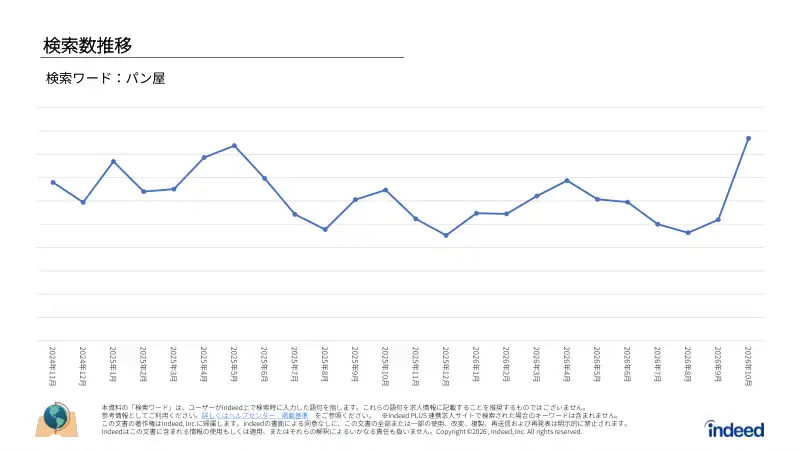 検索数推移
検索ワード：パン屋
2024年11月
2024年12月
2025年1月
2025年2月
2025年3月
2025年4月
2025年5月
2025年6月
2025年7月
2025年8月
2025年9月
2025年10月
2025年11月
2025年12月
2026年1月
2026年2月
2026年3月
2026年4月
2026年5月
2026年6月
2026年7月
2026年8月
2026年9月
2026年10月
本資料の「検索ワード」は、ユーザーがIndeed上で検索時に入力した語句を指します。これらの語句を求人情報に記載することを推奨するものではございません。
参考情報としてご利用ください。詳しくはヘルプセンター　掲載基準　をご参照ください。　※Indeed PLUS 連携求人サイトで検索された場合のキーワードは含まれません。
この文書の著作権はIndeed, Inc.に帰属します。Indeedの書面による同意なしに、この文書の全部または一部の使用、改変、複製、再送信および再発表は明示的に禁止されます。
Indeedはこの文書に含まれる情報の使用もしくは適用、またはそれらの解釈によるいかなる責任も負いません。Copyright ©2026 , Indeed, Inc. All rights reserved.
indeed